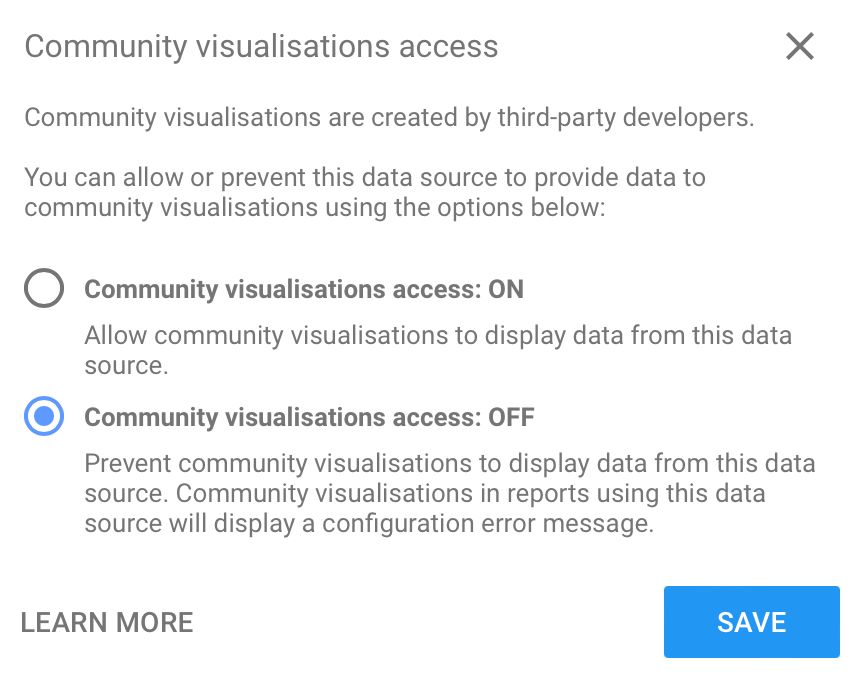 Community visualisations access
Community visualisations are created by third-party developers.
You can allow or prevent this data source to provide data to
community visualisations using the options below:
Community visualisations access: ON
Allow community visualisations to display data from this data
source.
Community visualisations access: OFF
Prevent community visualisations to display data from this data
source. Community visualisations in reports using this data
source will display a configuration error message.
LEARN MORE
SAVE